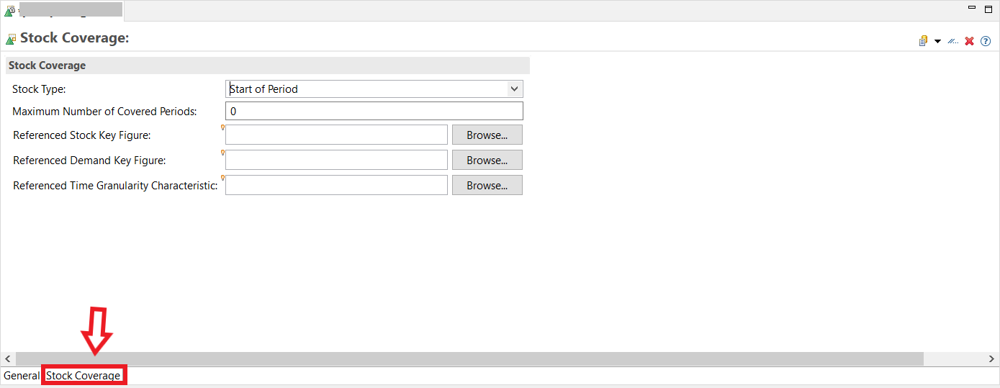 Stock Coverage:
Stock Coverage
Stock Type: Start of Period
Maximum Number of Covered Periods: 0
Referenced Stock Key Figure: Browse...
Referenced Demand Key Figure: Browse...
Referenced Time Granularity Characteristic: Browse...
General Stock Coverage